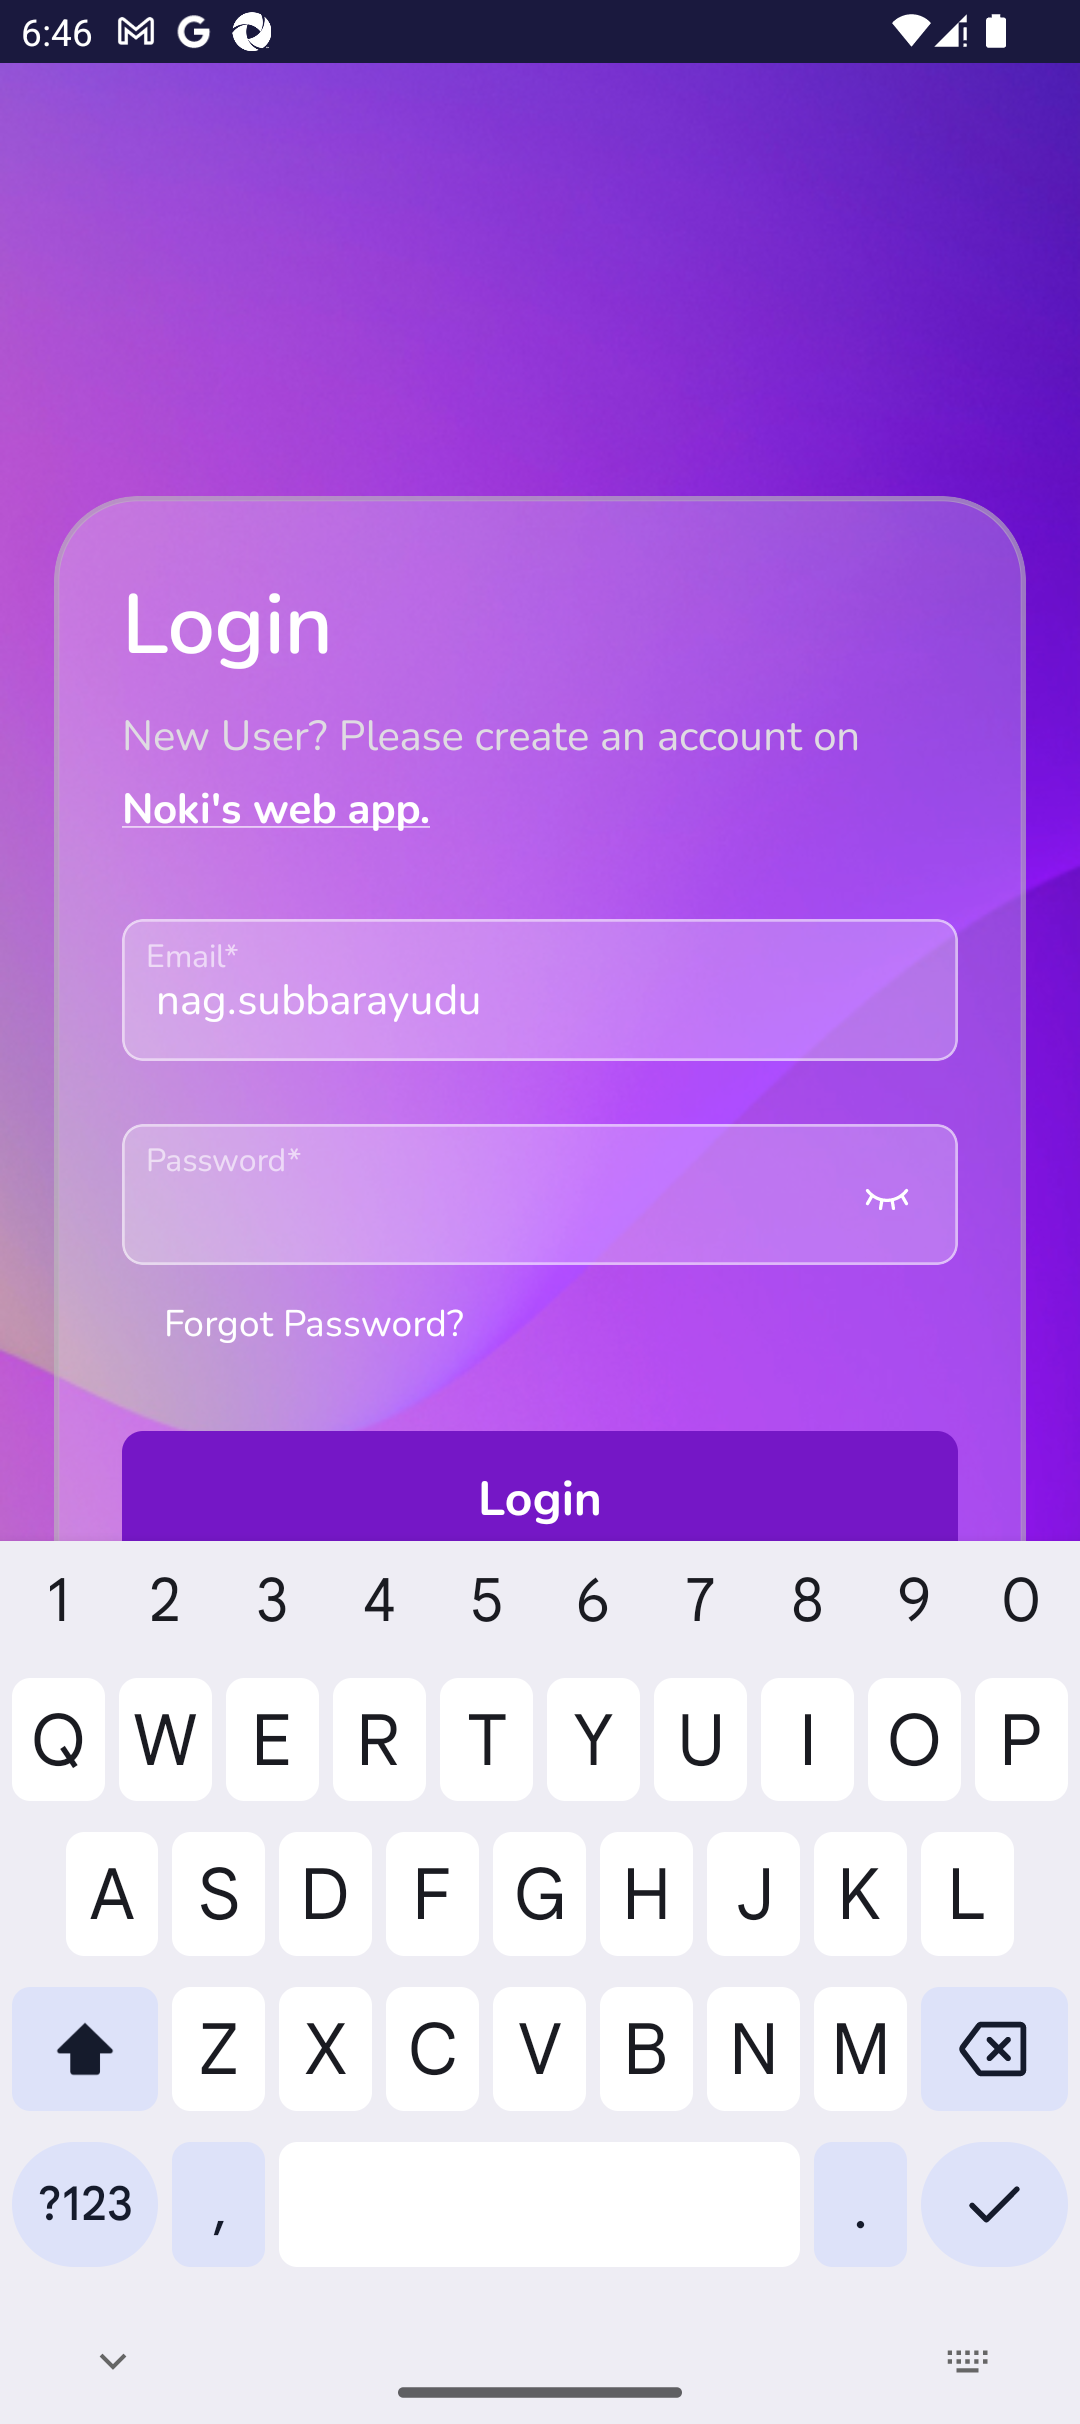 6:46
Login
New User? Please create an account on
Noki's web app.
Email*
nag.subbarayudu
Password*
Forgot Password?
Login
1 2 3 4 5 6 7 8 9 0
Q W E R T Y U I O P
A S D F G H J K L
Z X C V B N M
?123 , .